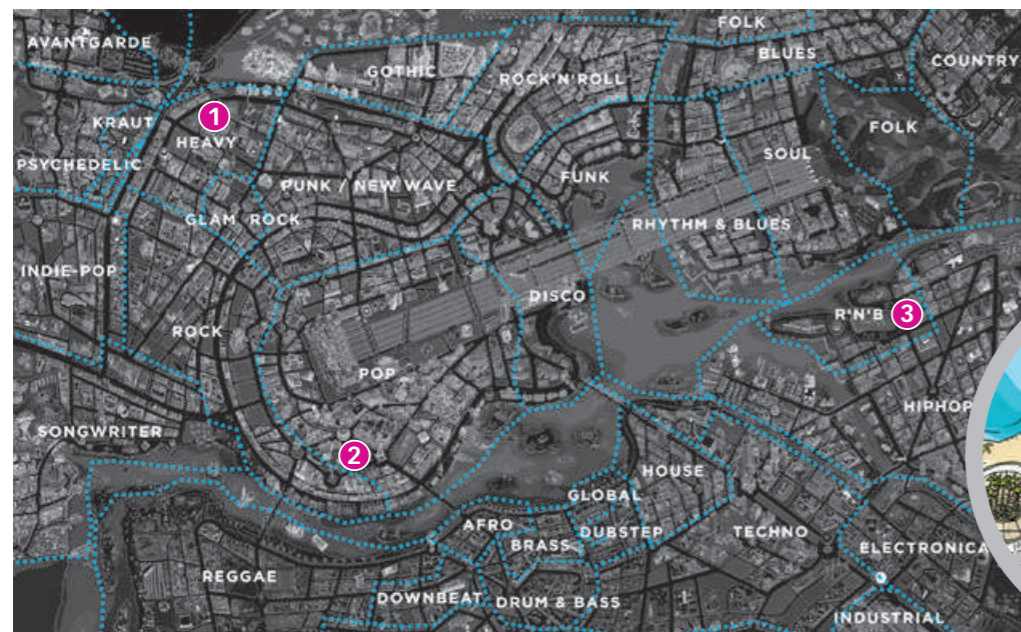 FOLK
AVANTGARDE
BLUES
COUNTRY
GOTHIC
ROCK'N'ROLL
1
KRAUT
HEAVY
FOLK
PSYCHEDELIC
SOUL
FUNK
PUNK / NEW WAVE
GLAM ROCK
RHYTHM & BLUES
INDIE-POP
DISCO
R'N'B 3
ROCK
POP
HIPHOP
SONGWRITER
2
HOUSE
GLOBAL
AFRO
DUBSTEP
TECHNO
BRASS
ELECTRONICA
REGGAE
DOWNBEAT
DRUM & BASS
INDUSTRIAL